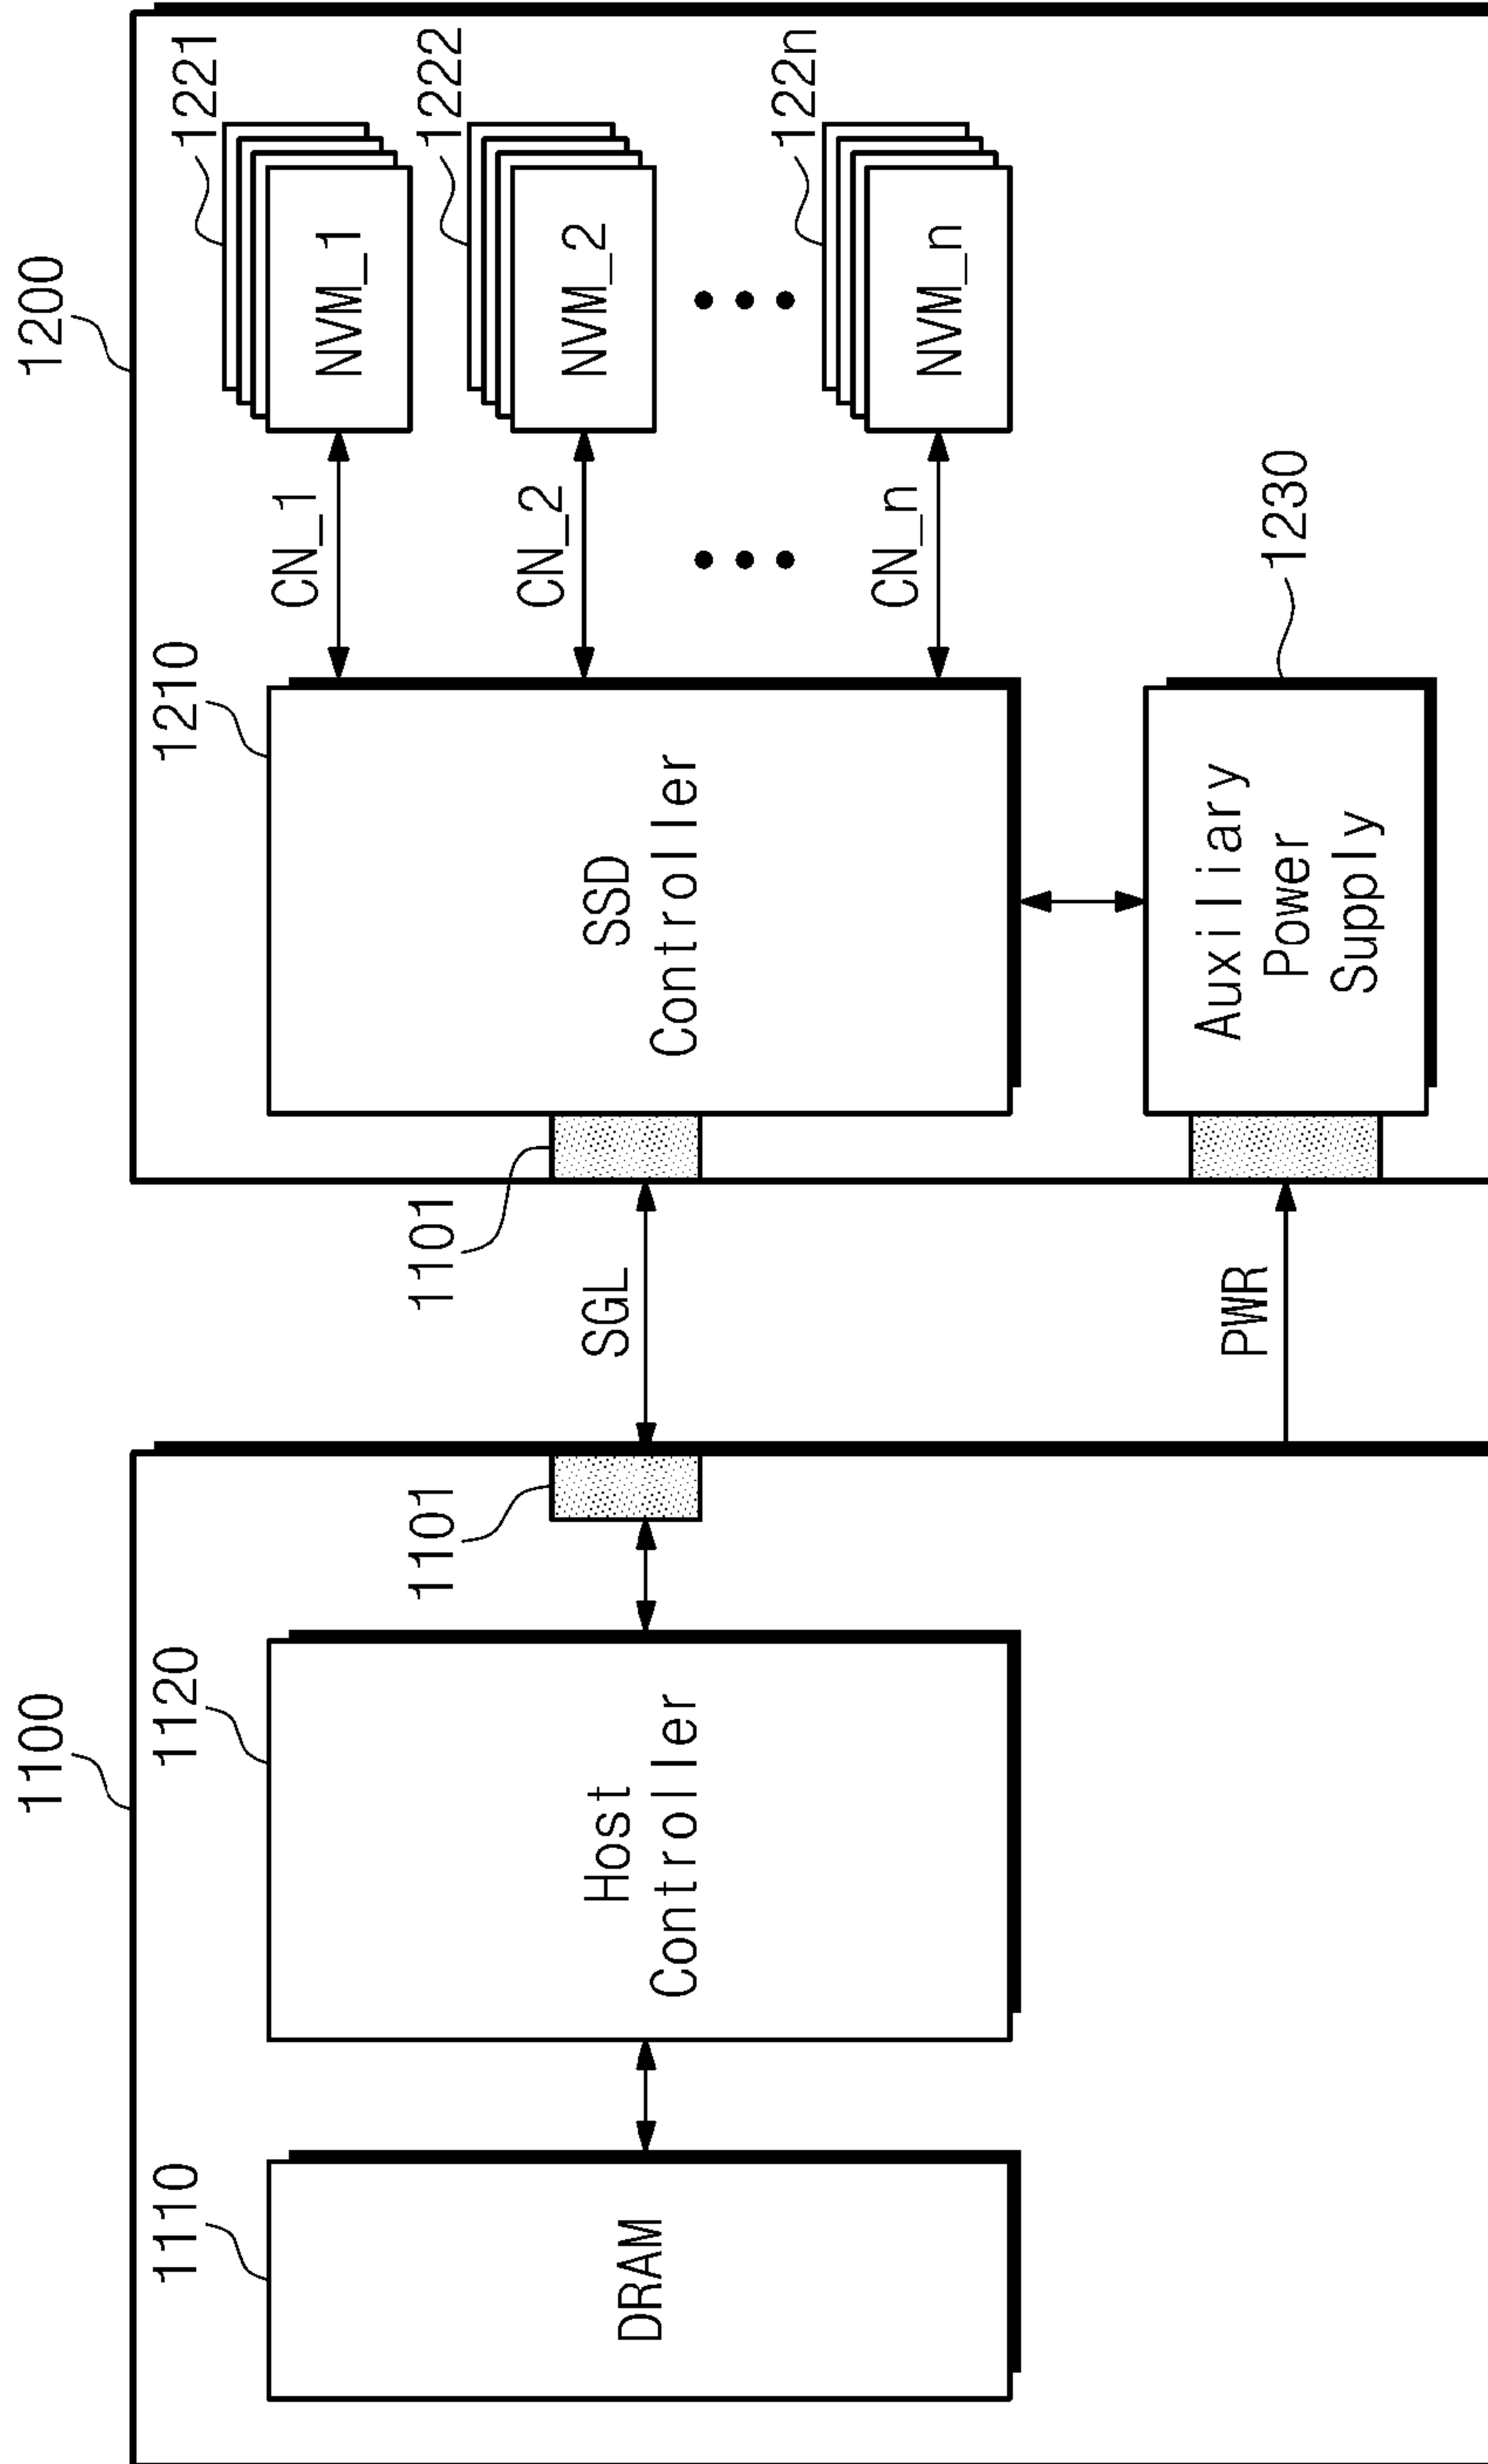 1100
1200
1110
1120
1210
1221
DRAM
Host
Controller
1101
1101
SGL
SSD
Controller
CN_1
NVM_1
1222
CN_2
NVM_2
122n
CN_n
NVM_n
PWR
Auxiliary
Power
Supply
1230